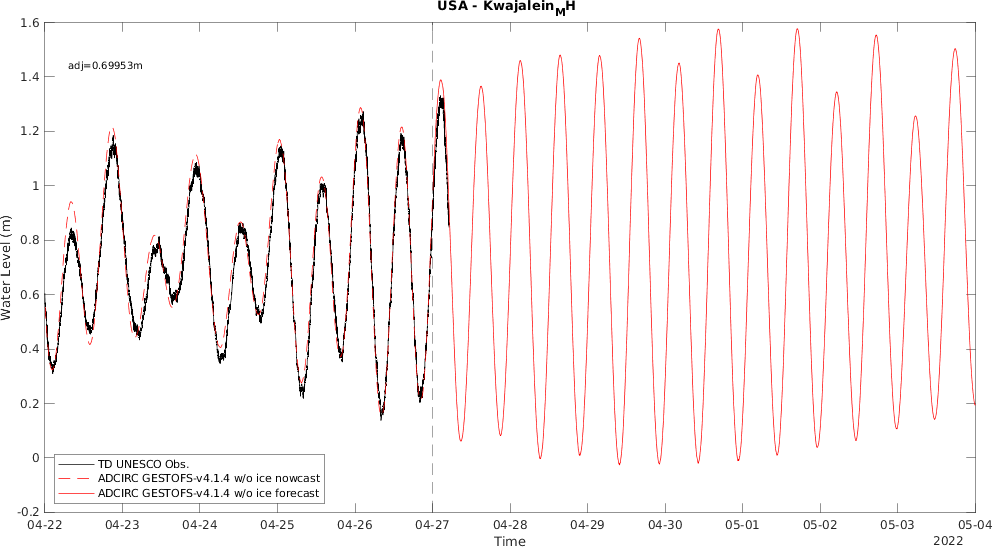 USA - Kwajalein_MH
1.6
adj=0.69953m
1.4
1.2
1
0.8
0.6
0.4
0.2
0
-0.2
Water Level (m)
TD UNESCO Obs.
ADCIRC GESTOFS-v4.1.4 w/o ice nowcast
ADCIRC GESTOFS-v4.1.4 w/o ice forecast
04-22 04-23 04-24 04-25 04-26 04-27 04-28 04-29 04-30 05-01 05-02 05-03 05-04
Time
2022